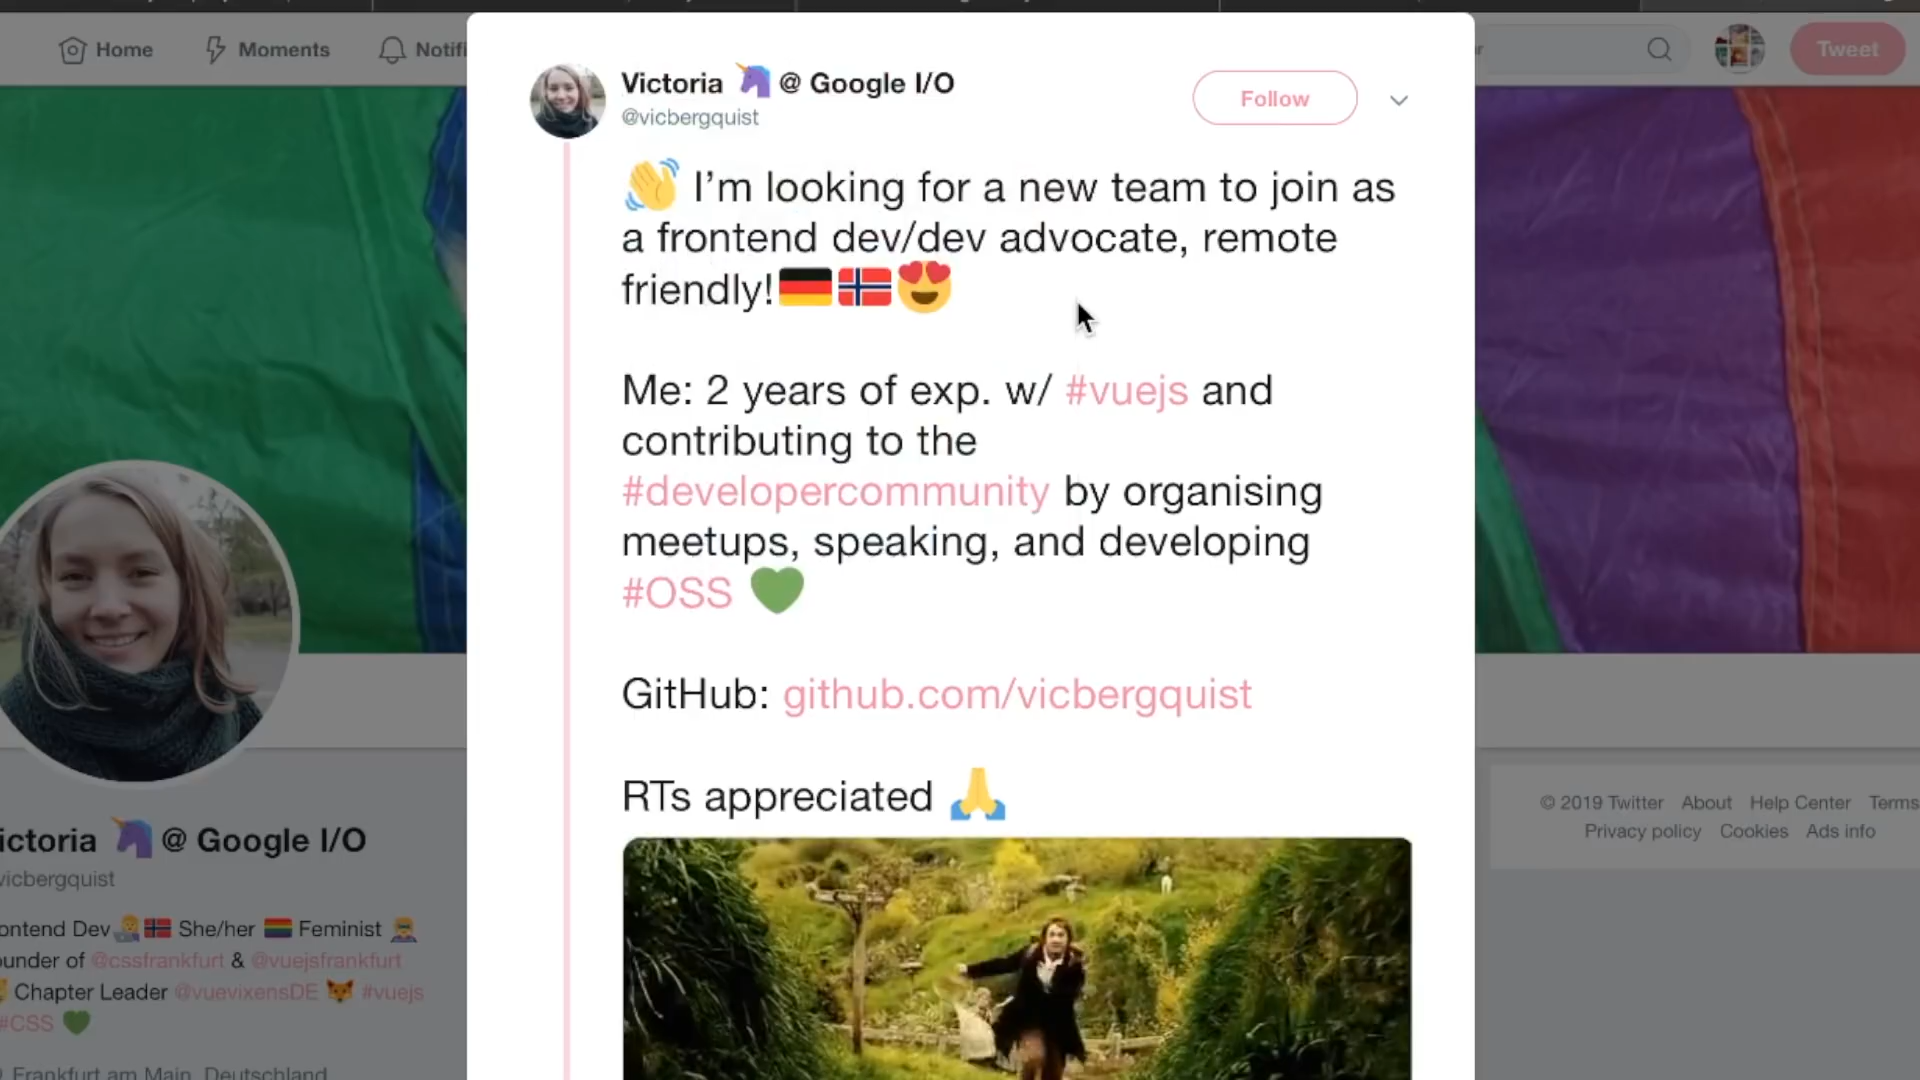 Home
Moments
Notifi
Tweet
Victoria 🦄 @ Google I/O
@vicbergquist
Follow
👋 I'm looking for a new team to join as
a frontend dev/dev advocate, remote
friendly!🇩🇪🇳🇴😍
Me: 2 years of exp. w/ #vuejs and
contributing to the
#developercommunity by organising
meetups, speaking, and developing
#OSS 💚
GitHub: github.com/vicbergquist
RTs appreciated 🙏
ictoria 🦄 @ Google I/O
vicbergquist
ontend Dev 👩‍💻🇳🇴 She/her 🏳️‍🌈 Feminist
ounder of @cssfrankfurt & @vuejsfrankfurt
Chapter Leader @vuevixensDE 🦊 #vuejs
#CSS 💚
Frankfurt am Main, Deutschland
© 2019 Twitter About Help Center Terms
Privacy policy Cookies Ads info